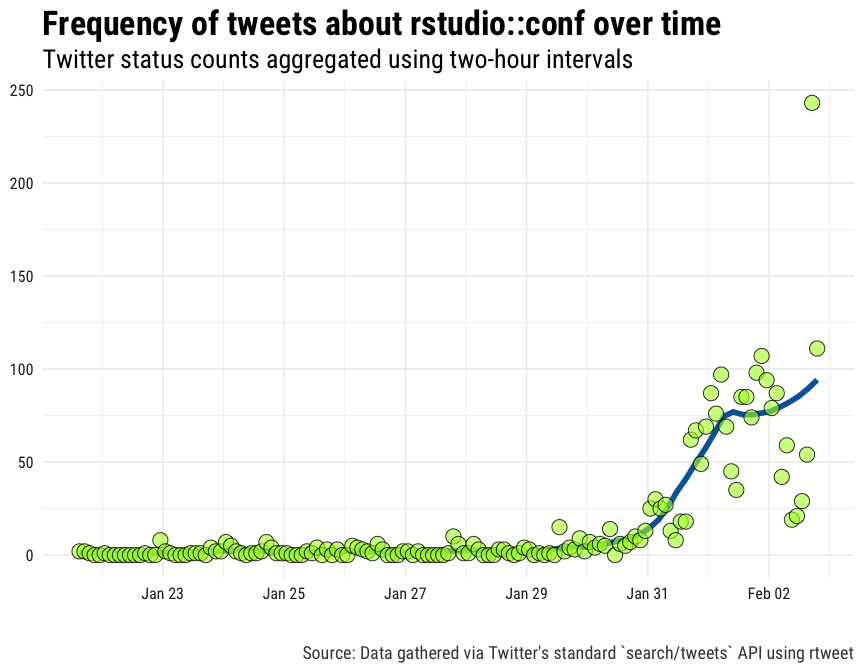 Frequency of tweets about rstudio::conf over time
Twitter status counts aggregated using two-hour intervals
250
200
150
100
50
0
Jan 23 Jan 25 Jan 27 Jan 29 Jan 31 Feb 02
Source: Data gathered via Twitter's standard `search/tweets` API using rtweet